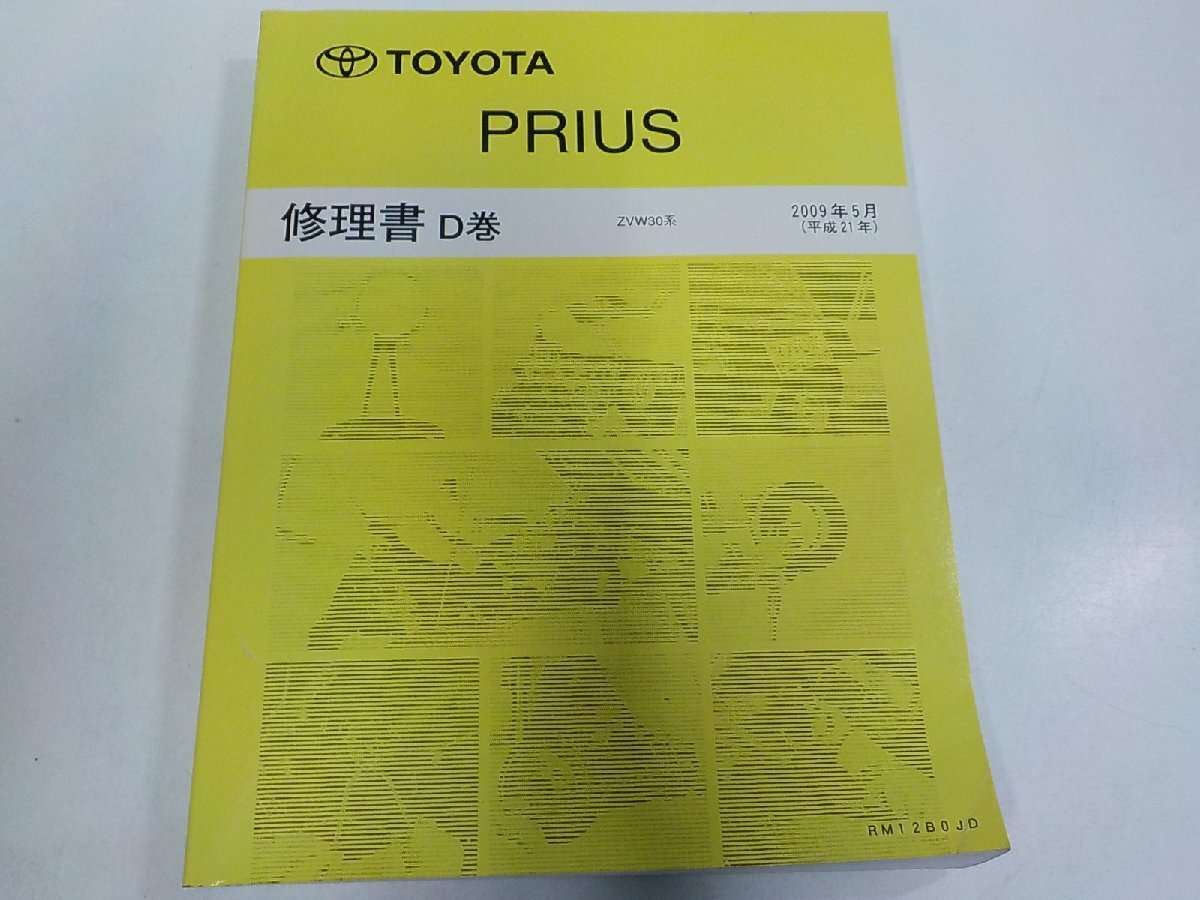 TOYOTA
PRIUS
修理書 D巻
ZVW30系
2009年5月
(平成21年)
RM12B0JD